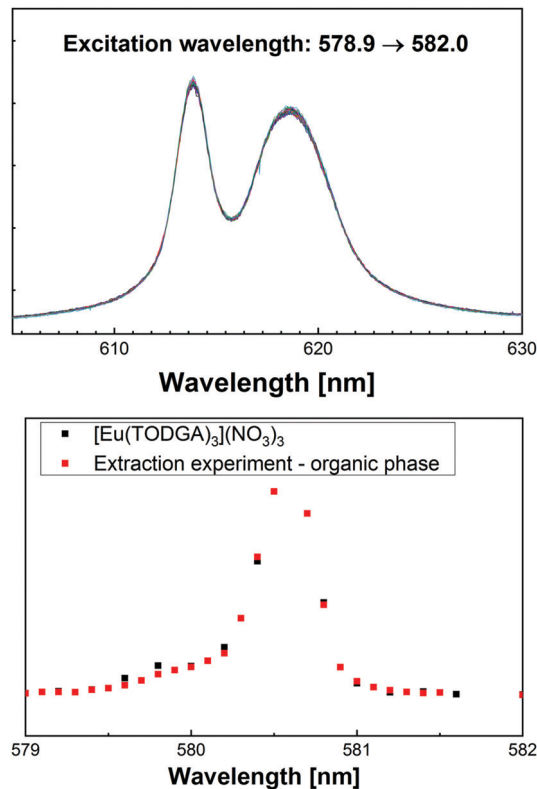 Excitation wavelength: 578.9 → 582.0
610 620 630
Wavelength [nm]
[Eu(TODGA)₃](NO₃)₃
Extraction experiment - organic phase
579 580 581 582
Wavelength [nm]